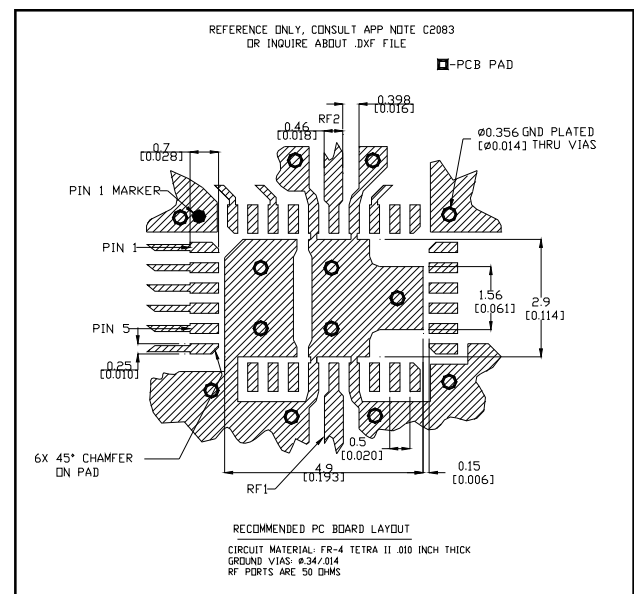 REFERENCE ONLY, CONSULT APP NOTE C2083
OR INQUIRE ABOUT .DXF FILE
-PCB PAD
0.398
[0.016]
RF2
0.46
[0.018]
Ø0.356 GND PLATED
[Ø0.014] THRU VIAS
0.7
[0.028]
PIN 1 MARKER
PIN 1
1.56
[0.061]
2.9
[0.114]
PIN 5
0.25
[0.010]
0.5
[0.020]
6X 45° CHAMFER
ON PAD
4.9
[0.193]
0.15
[0.006]
RF1
RECOMMENDED PC BOARD LAYOUT
CIRCUIT MATERIAL: FR-4 TETRA II .010 INCH THICK
GROUND VIAS: ø.34/.014
RF PORTS ARE 50 OHMS